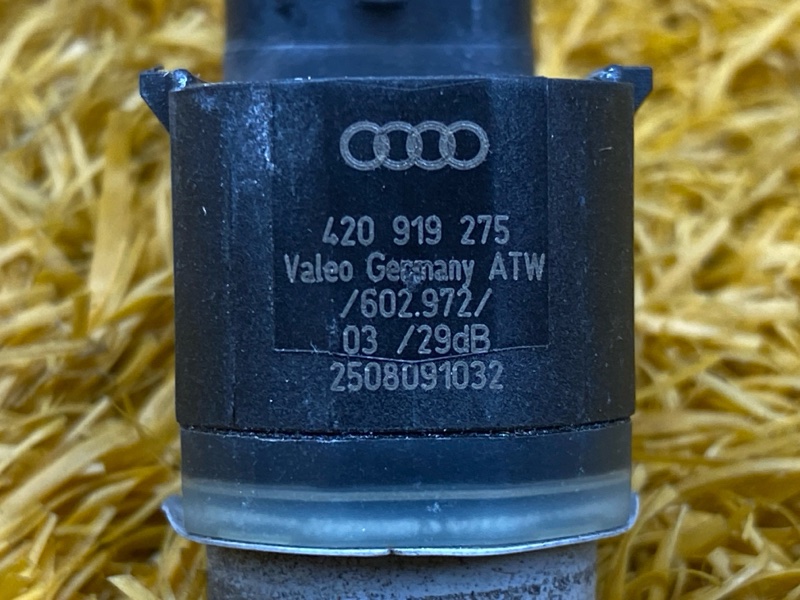 420 919 275
Valeo Germany ATW
/602.972/
03 /29dB
2508091032